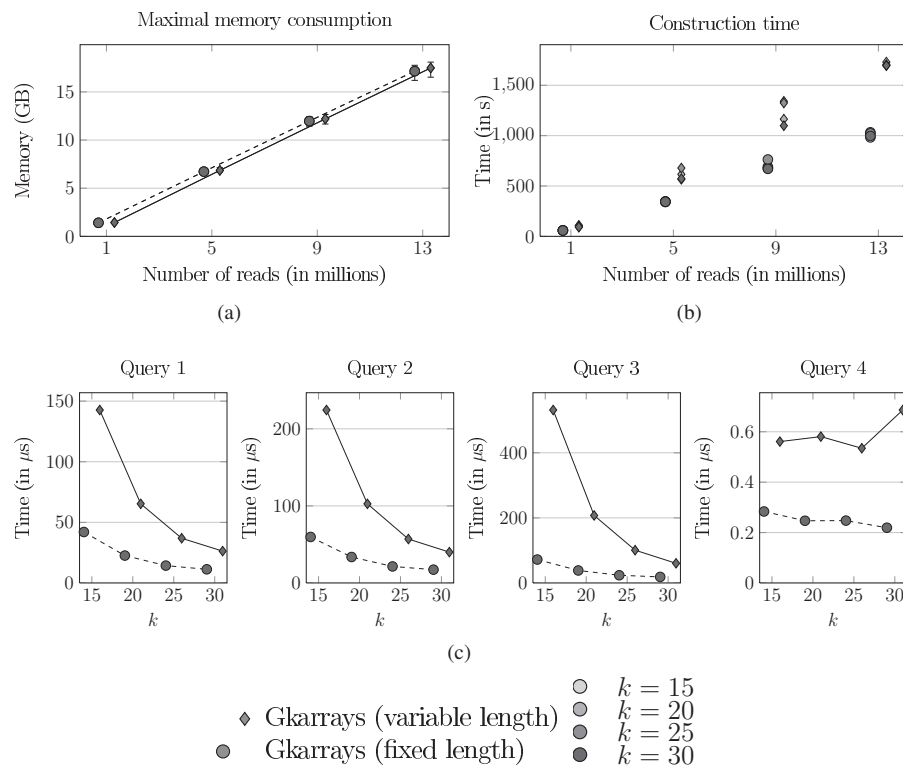 Maximal memory consumption
Memory (GB)
15
10
5
0
1 5 9 13
Number of reads (in millions)
(a)
Construction time
Time (in s)
1,500
1,000
500
0
1 5 9 13
Number of reads (in millions)
(b)
Query 1
Time (in μs)
150
100
50
0
15 20 25 30
k
Query 2
Time (in μs)
200
100
0
15 20 25 30
k
Query 3
Time (in μs)
400
200
0
15 20 25 30
k
Query 4
Time (in μs)
0.6
0.4
0.2
0
15 20 25 30
k
(c)
Gkarrays (variable length)
Gkarrays (fixed length)
k = 15
k = 20
k = 25
k = 30